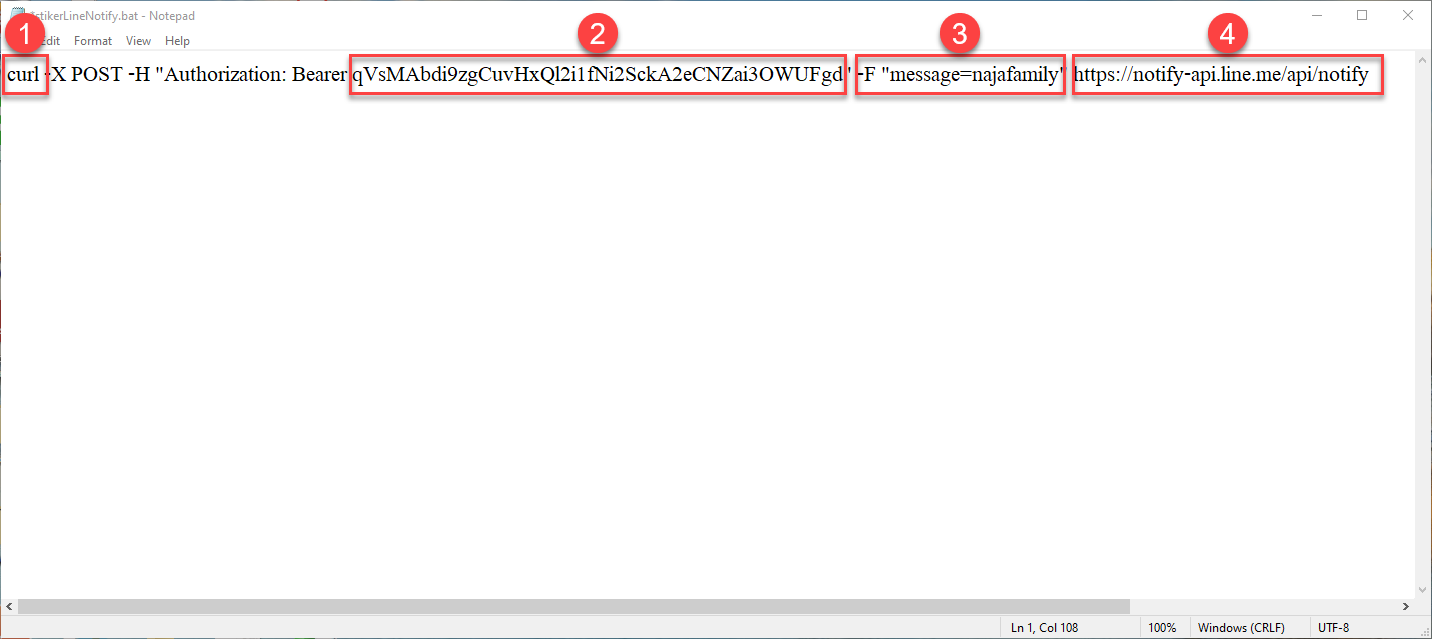 stikerLineNotify.bat - Notepad
1 2 3 4
Edit Format View Help
curl -X POST -H "Authorization: Bearer qVsMAbdi9zgCuvHxQl2i1fNi2SckA2eCNZai3OWUFgd" -F "message=najafamily" https://notify-api.line.me/api/notify
Ln 1, Col 108 100% Windows (CRLF) UTF-8